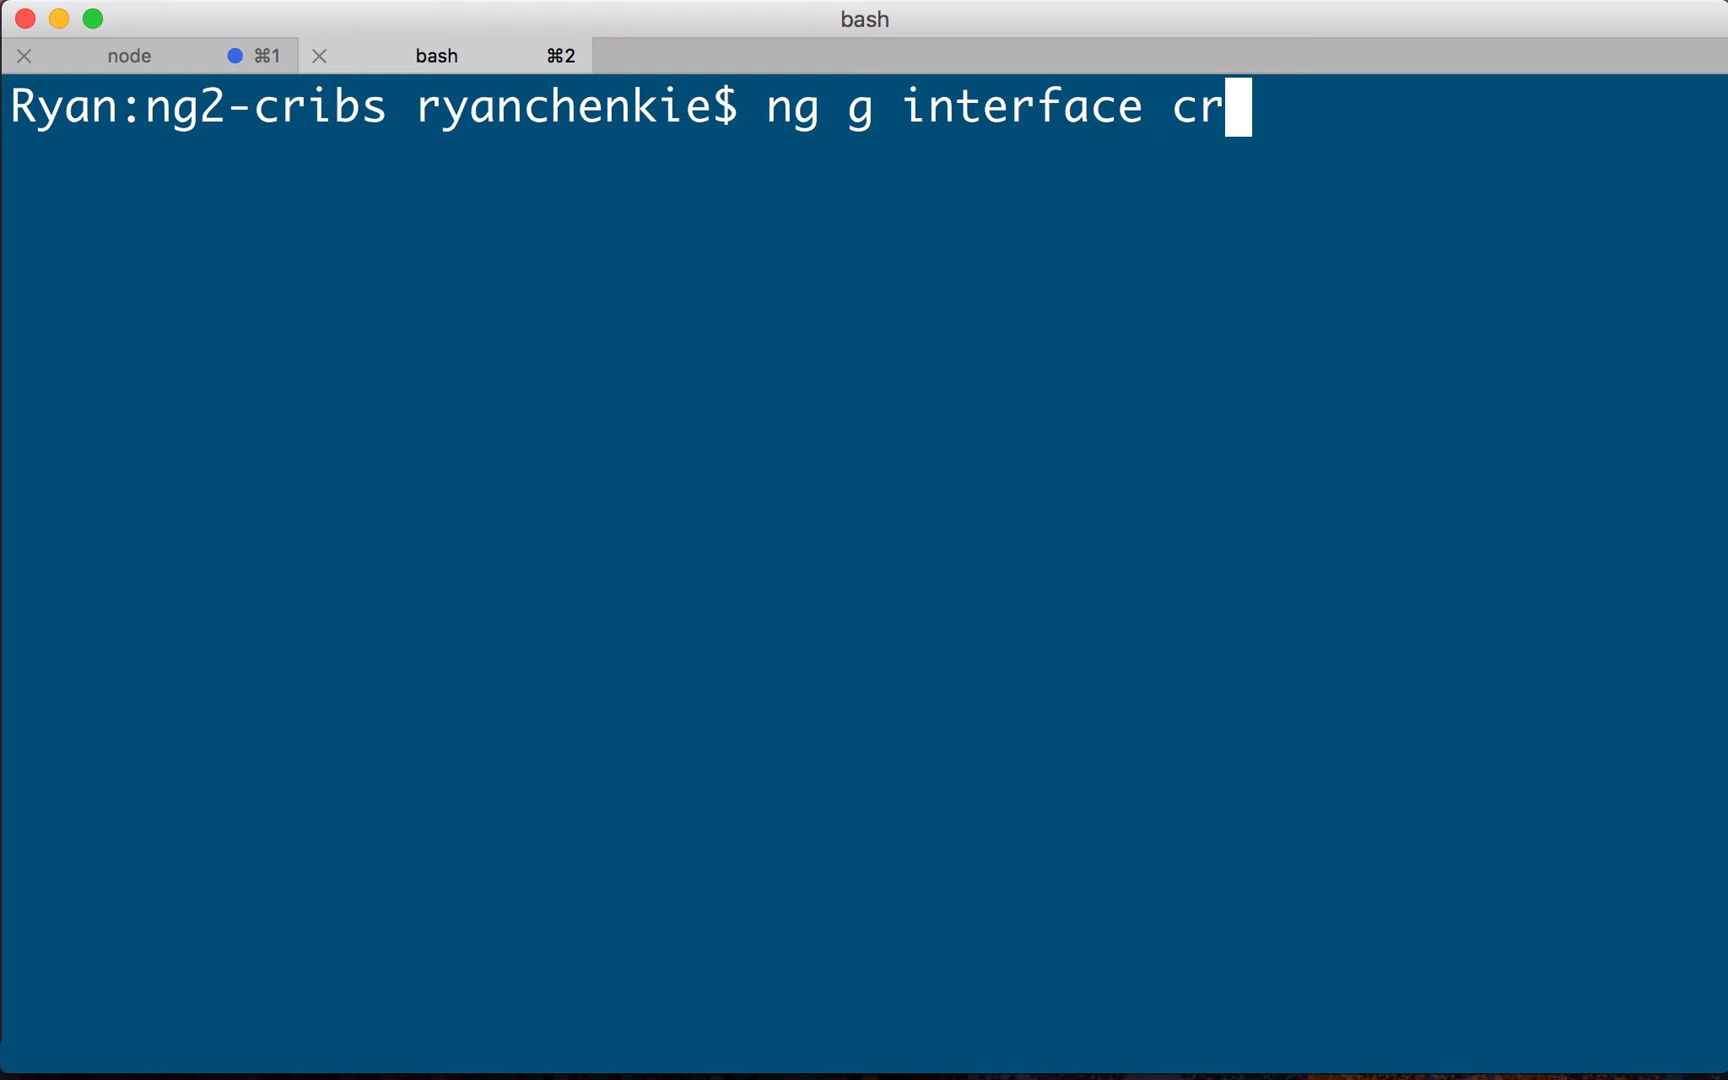 bash
node ⌘1 bash ⌘2
Ryan:ng2-cribs ryanchenkie$ ng g interface cr